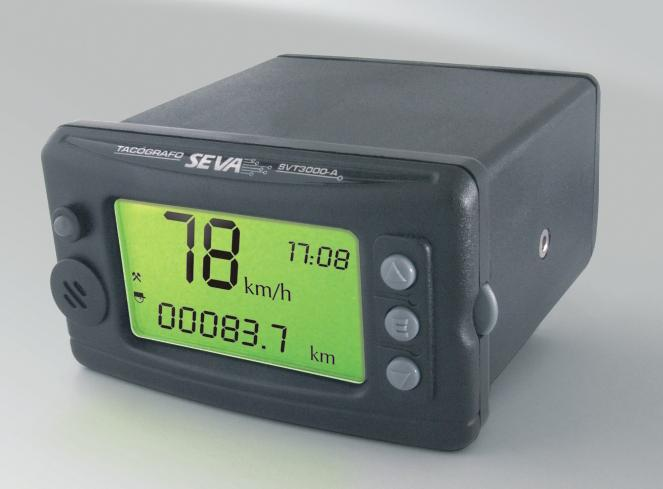 TACÓGRAFO SEVA SVT3000-A
78 km/h 17:08
00083.7 km